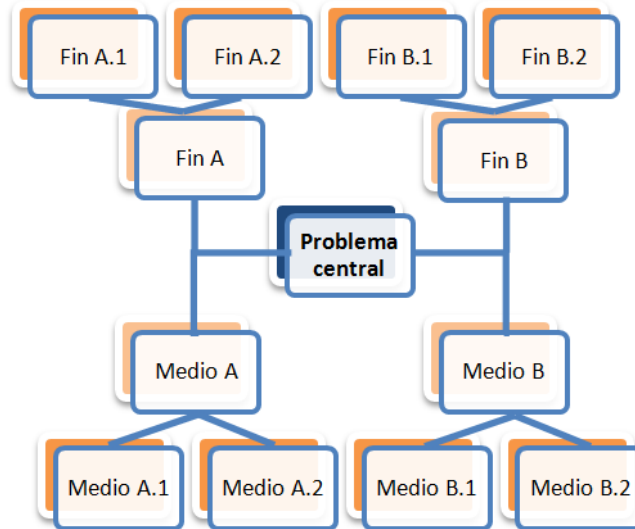 Fin A.1
Fin A.2
Fin B.1
Fin B.2
Fin A
Fin B
Problema
central
Medio A
Medio B
Medio A.1
Medio A.2
Medio B.1
Medio B.2